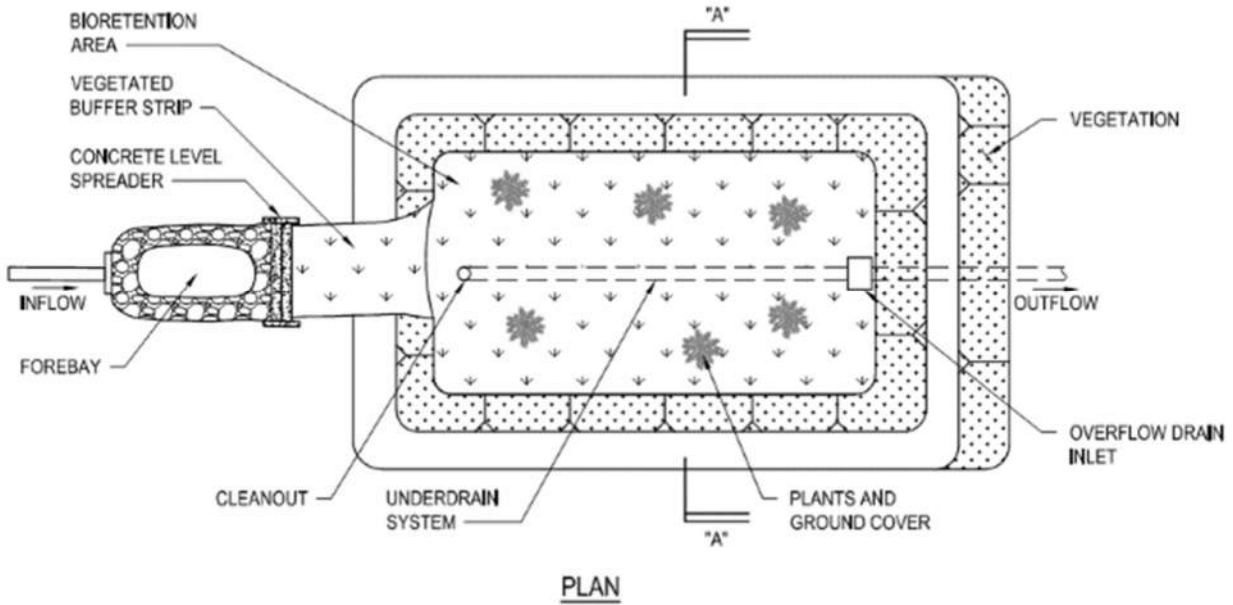 BIORETENTION
AREA
VEGETATED
BUFFER STRIP
CONCRETE LEVEL
SPREADER
INFLOW
FOREBAY
"A"
VEGETATION
OUTFLOW
OVERFLOW DRAIN
INLET
CLEANOUT
UNDERDRAIN
SYSTEM
PLANTS AND
GROUND COVER
"A"
PLAN